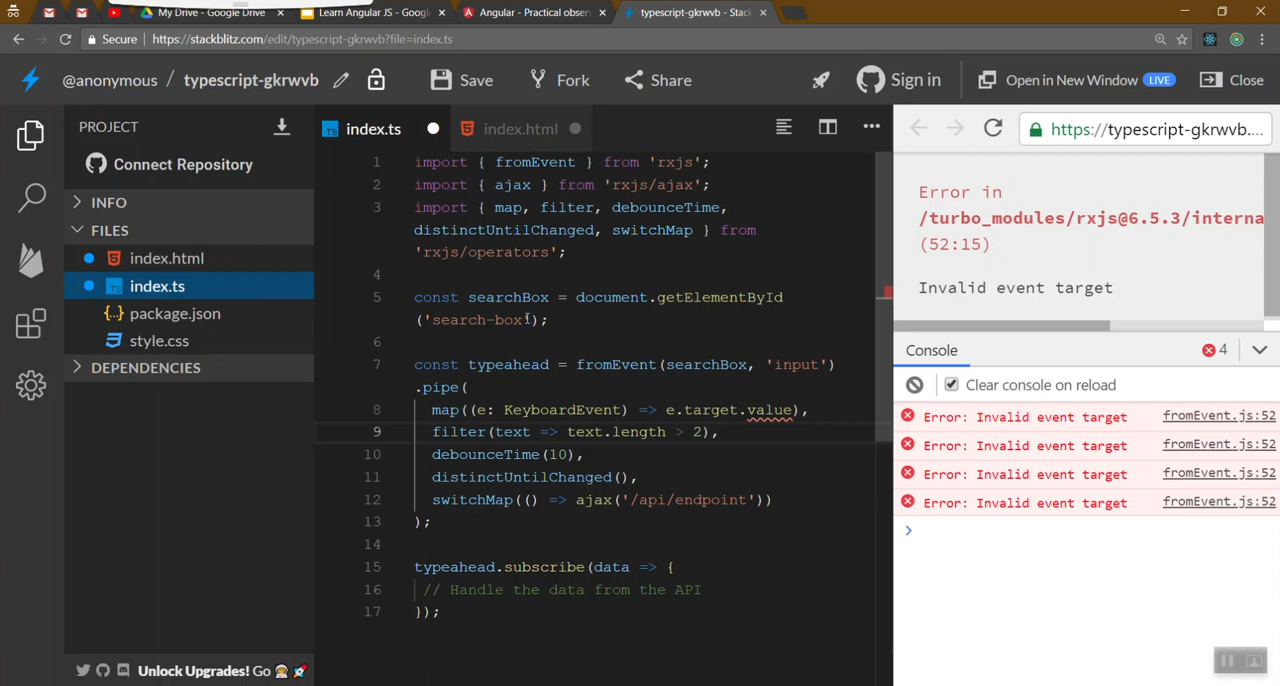 My Drive - Google Drive
Learn Angular JS - Googl
Angular - Practical obser
typescript-gkrwvb - Stack
Secure https://stackblitz.com/edit/typescript-gkrwvb?file=index.ts
@anonymous / typescript-gkrwvb
Save
Fork
Share
Sign in
Open in New Window LIVE
Close
PROJECT
Connect Repository
INFO
FILES
index.html
index.ts
package.json
style.css
DEPENDENCIES
Unlock Upgrades! Go
index.ts
index.html
1 import { fromEvent } from 'rxjs';
2 import { ajax } from 'rxjs/ajax';
3 import { map, filter, debounceTime,
distinctUntilChanged, switchMap } from
'rxjs/operators';
4
5 const searchBox = document.getElementById
('search-box');
6
7 const typeahead = fromEvent(searchBox, 'input')
.pipe(
8 map((e: KeyboardEvent) => e.target.value),
9 filter(text => text.length > 2),
10 debounceTime(10),
11 distinctUntilChanged(),
12 switchMap(() => ajax('/api/endpoint'))
13 );
14
15 typeahead.subscribe(data => {
16 // Handle the data from the API
17 });
https://typescript-gkrwvb....
Error in
/turbo_modules/rxjs@6.5.3/interna
(52:15)
Invalid event target
Console
4
Clear console on reload
Error: Invalid event target fromEvent.js:52
Error: Invalid event target fromEvent.js:52
Error: Invalid event target fromEvent.js:52
Error: Invalid event target fromEvent.js:52